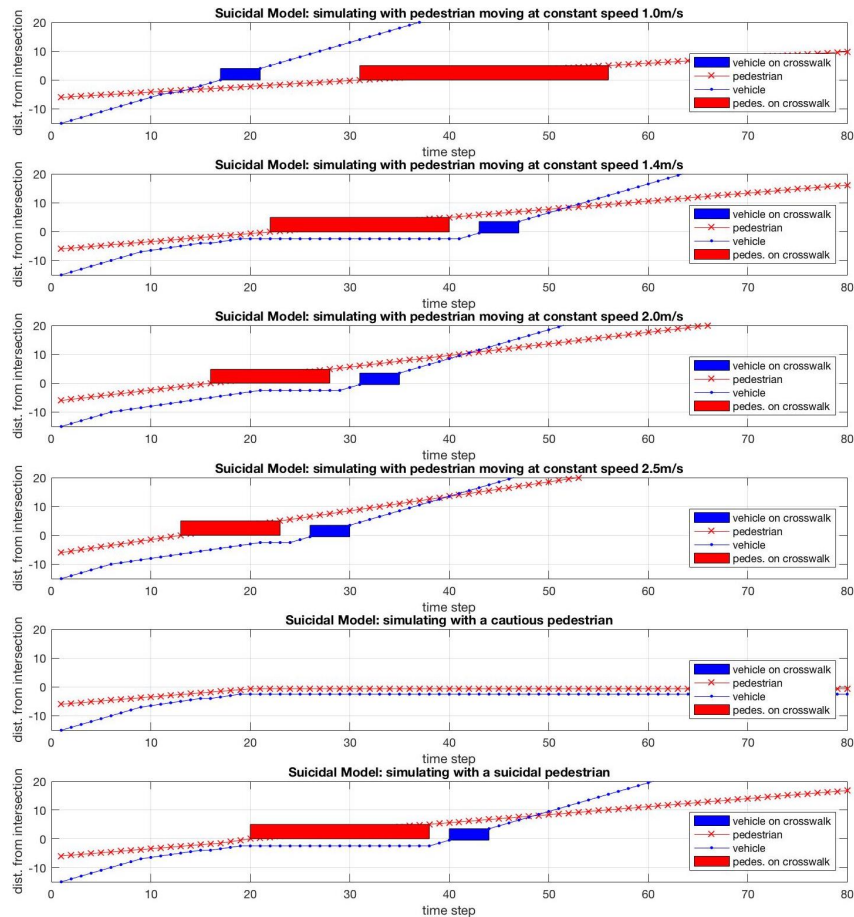 Suicidal Model: simulating with pedestrian moving at constant speed 1.0m/s
dist. from intersection
20
10
0
-10
0
10
20
30
40
50
60
70
80
time step
vehicle on crosswalk
pedestrian
vehicle
pedes. on crosswalk
Suicidal Model: simulating with pedestrian moving at constant speed 1.4m/s
dist. from intersection
20
10
0
-10
0
10
20
30
40
50
60
70
80
time step
vehicle on crosswalk
pedestrian
vehicle
pedes. on crosswalk
Suicidal Model: simulating with pedestrian moving at constant speed 2.0m/s
dist. from intersection
20
10
0
-10
0
10
20
30
40
50
60
70
80
time step
vehicle on crosswalk
pedestrian
vehicle
pedes. on crosswalk
Suicidal Model: simulating with pedestrian moving at constant speed 2.5m/s
dist. from intersection
20
10
0
-10
0
10
20
30
40
50
60
70
80
time step
vehicle on crosswalk
pedestrian
vehicle
pedes. on crosswalk
Suicidal Model: simulating with a cautious pedestrian
dist. from intersection
20
10
0
-10
0
10
20
30
40
50
60
70
80
time step
vehicle on crosswalk
pedestrian
vehicle
pedes. on crosswalk
Suicidal Model: simulating with a suicidal pedestrian
dist. from intersection
20
10
0
-10
0
10
20
30
40
50
60
70
80
time step
vehicle on crosswalk
pedestrian
vehicle
pedes. on crosswalk